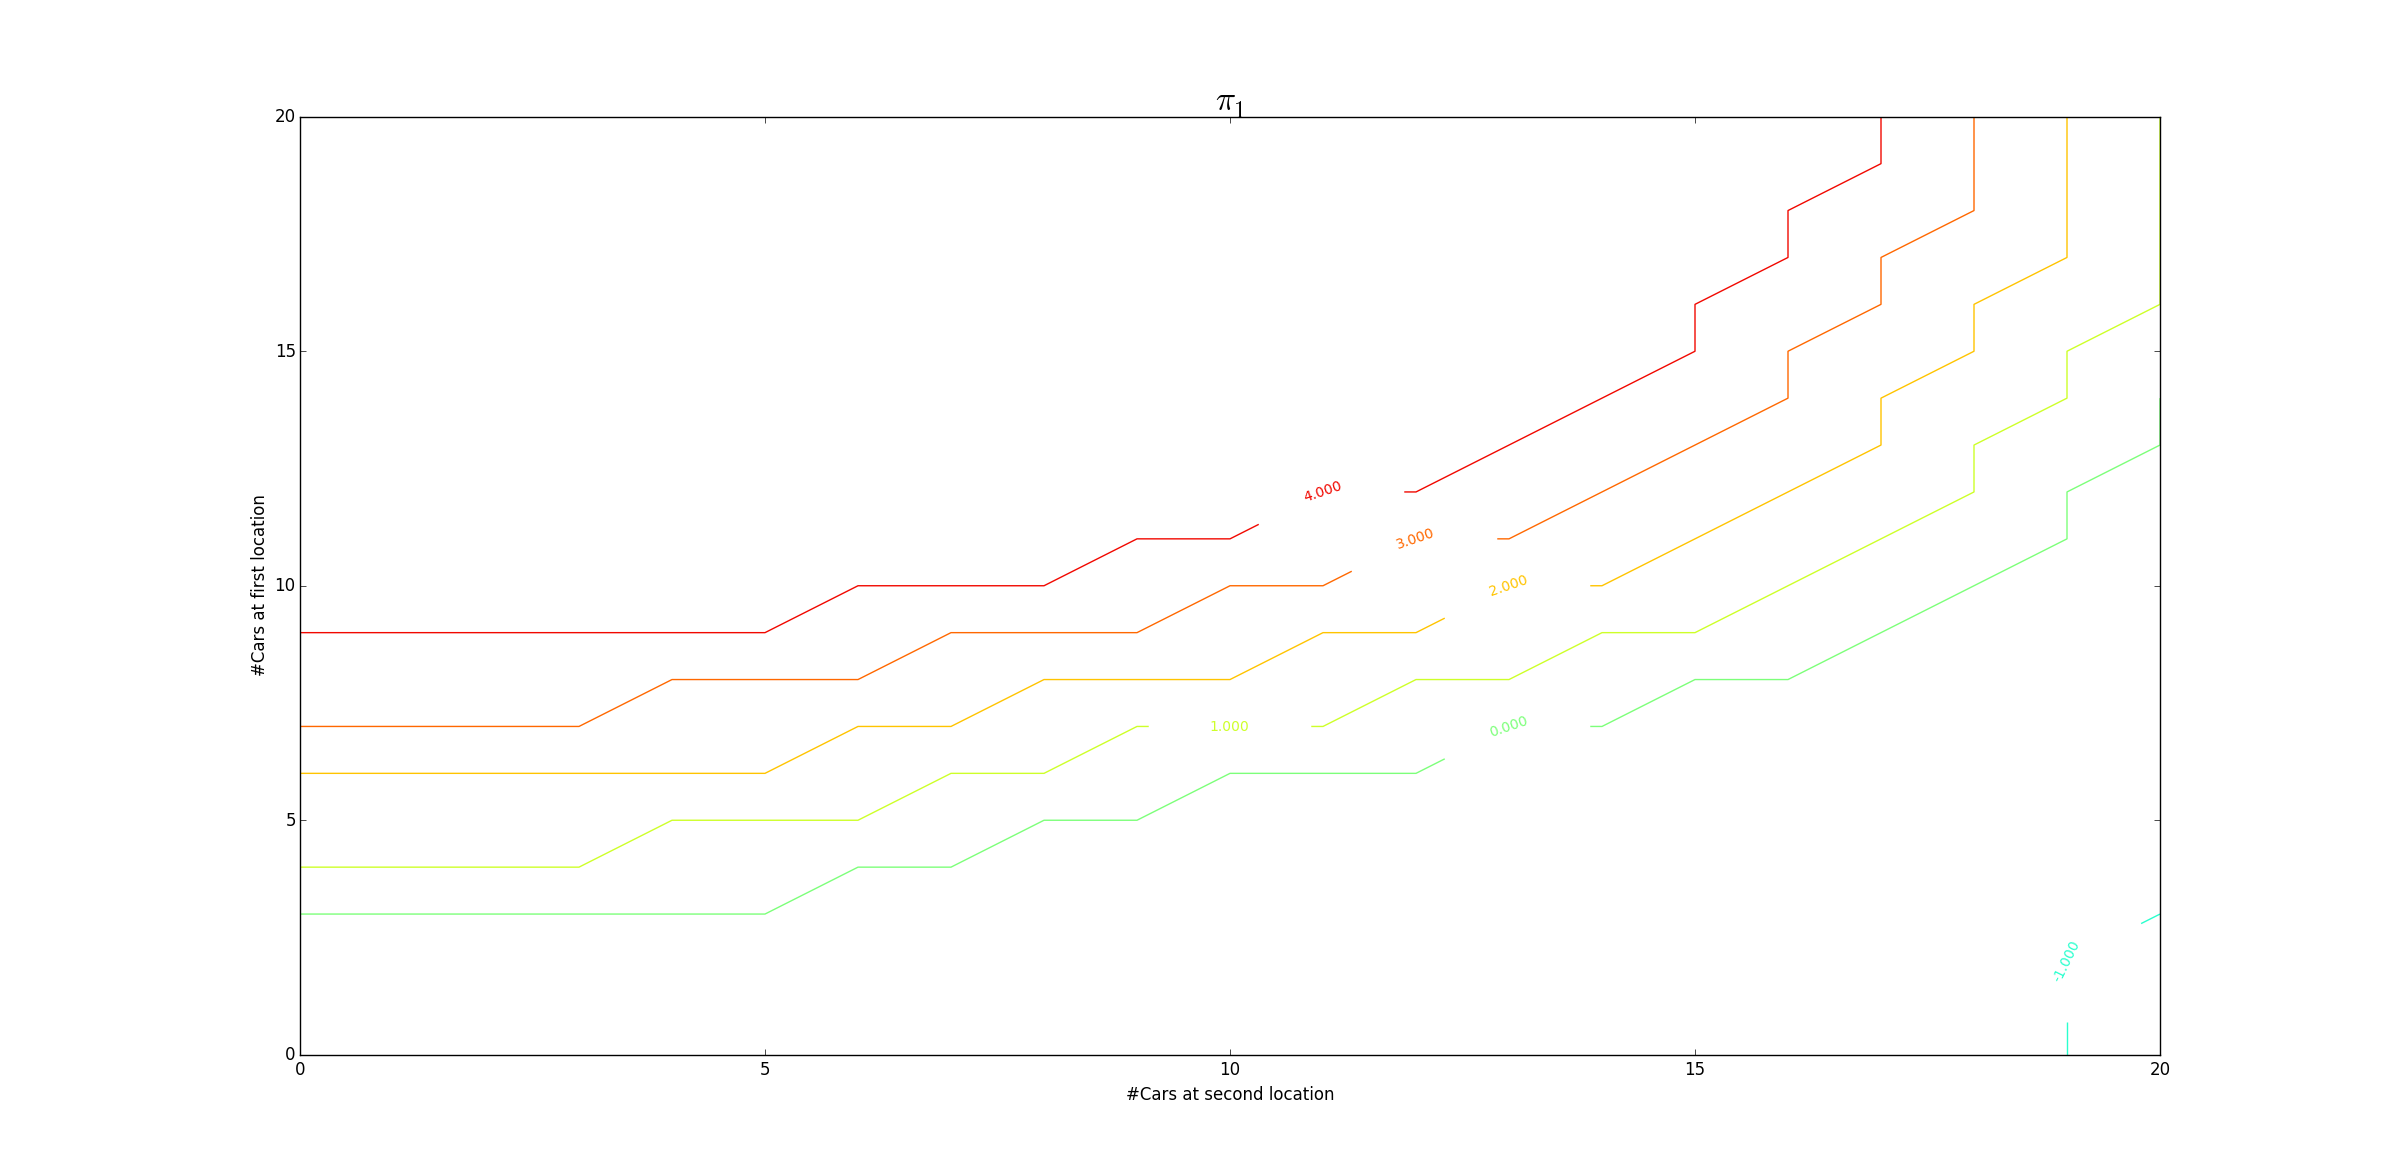 π₁
20
15
10
5
0
#Cars at first location
4.000
3.000
2.000
1.000
0.000
-1.000
0 5 10 15 20
#Cars at second location